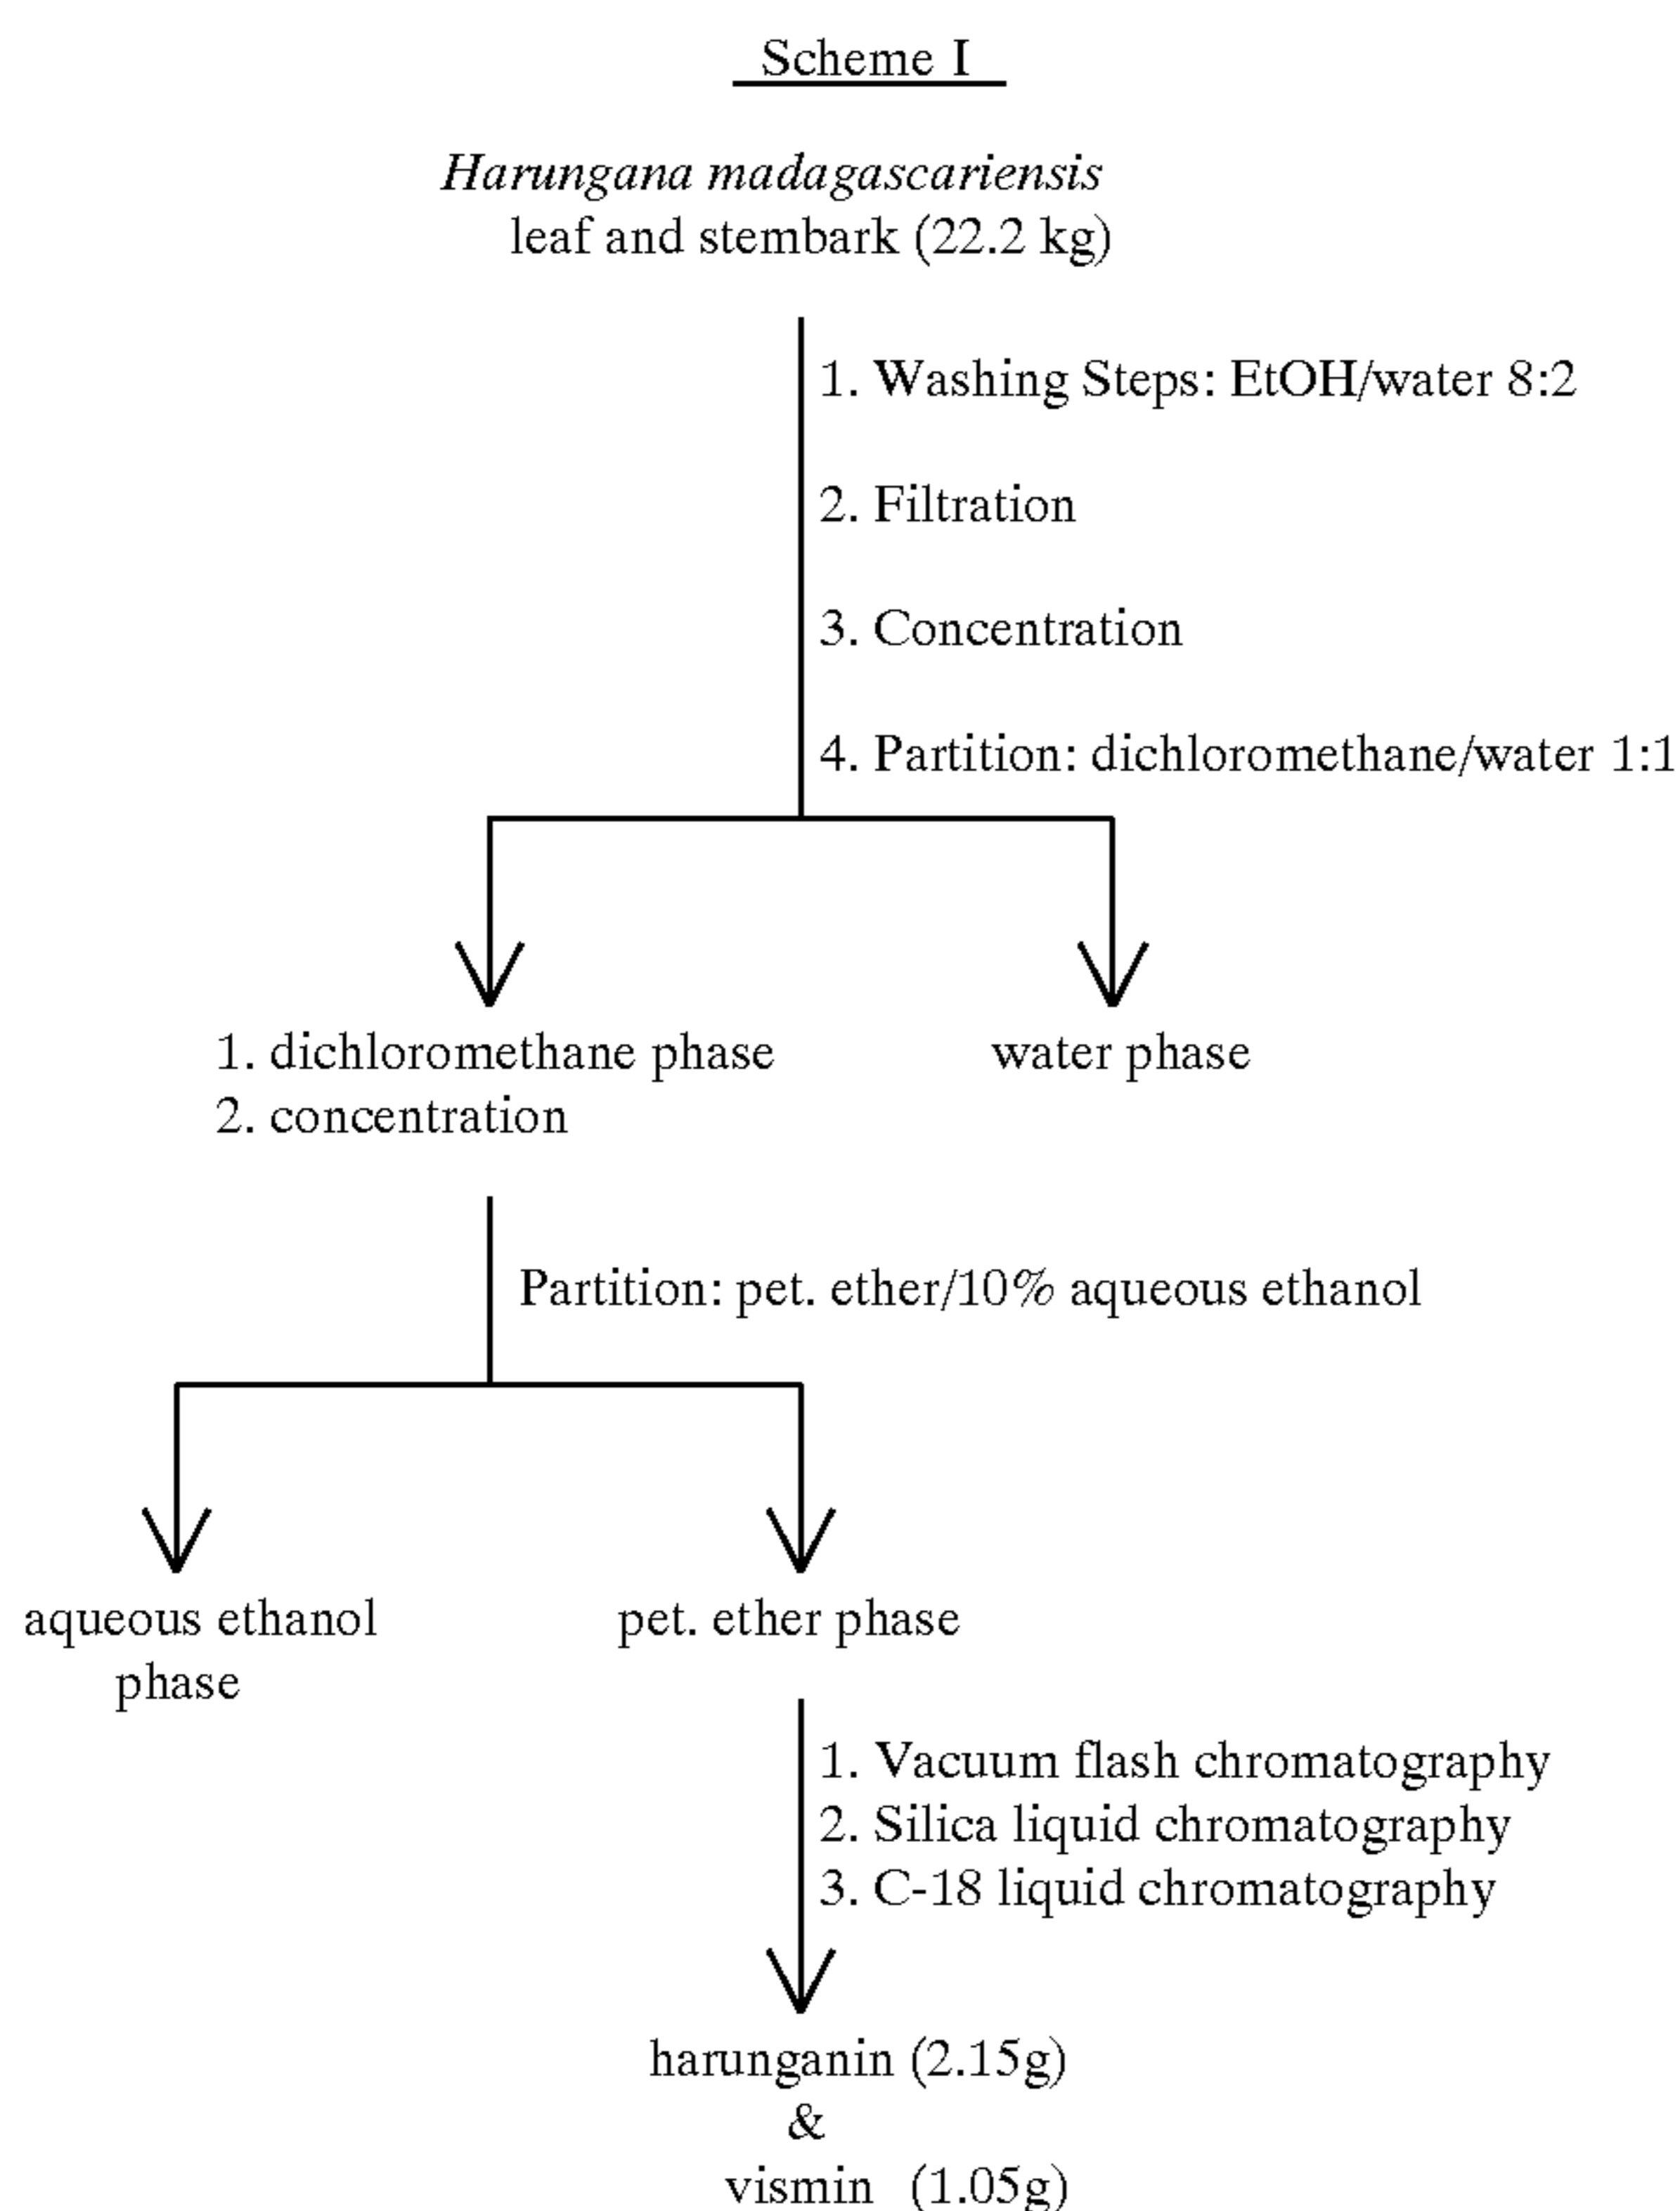 Scheme I
Harungana madagascariensis
leaf and stembark (22.2 kg)
1. Washing Steps: EtOH/water 8:2
2. Filtration
3. Concentration
4. Partition: dichloromethane/water 1:1
1. dichloromethane phase
2. concentration
water phase
Partition: pet. ether/10% aqueous ethanol
aqueous ethanol
phase
pet. ether phase
1. Vacuum flash chromatography
2. Silica liquid chromatography
3. C-18 liquid chromatography
harunganin (2.15g)
&
vismin (1.05g)